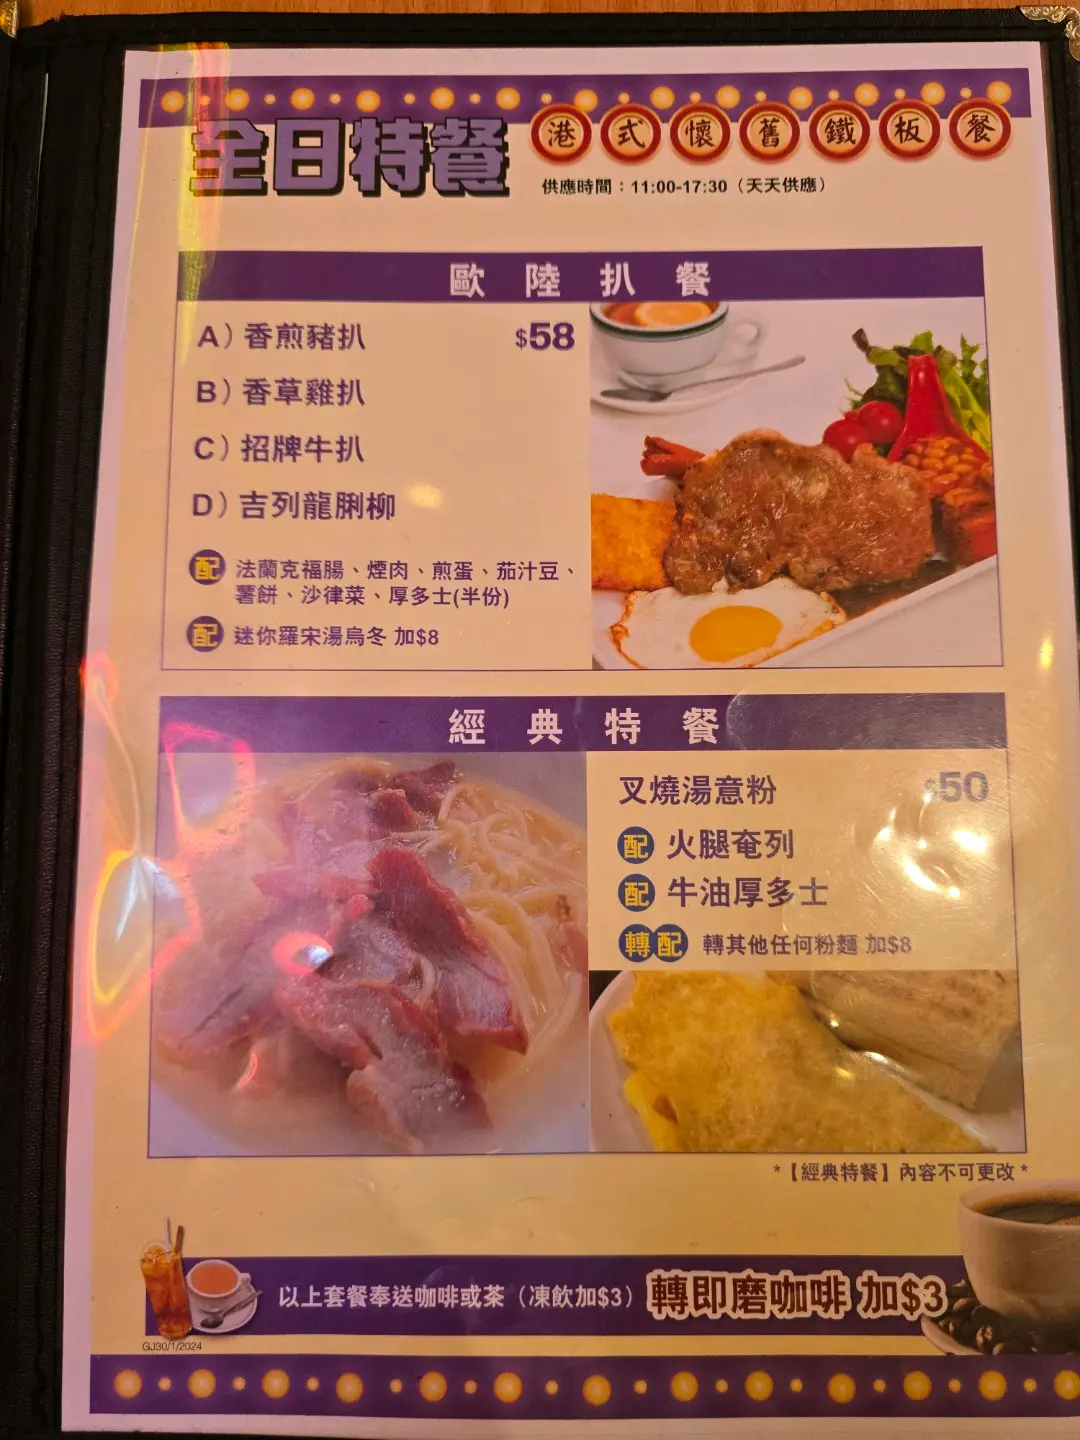 全日特餐
港式懷舊鐵板餐
供應時間：11:00-17:30（天天供應）
歐陸扒餐
A）香煎豬扒 $58
B）香草雞扒
C）招牌牛扒
D）吉列龍脷柳
配 法蘭克福腸、煙肉、煎蛋、茄汁豆、
薯餅、沙律菜、厚多士(半份)
配 迷你羅宋湯烏冬 加$8
經典特餐
叉燒湯意粉 $50
配 火腿奄列
配 牛油厚多士
轉配 轉其他任何粉麵 加$8
*【經典特餐】內容不可更改*
以上套餐奉送咖啡或茶（凍飲加$3）轉即磨咖啡 加$3
GJ30/1/2024